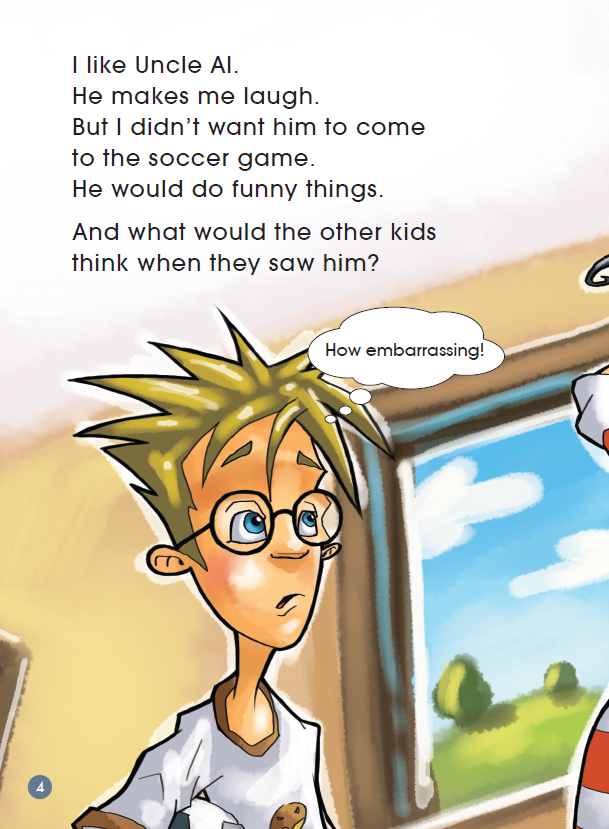 I like Uncle Al.
He makes me laugh.
But I didn’t want him to come
to the soccer game.
He would do funny things.
And what would the other kids
think when they saw him?
How embarrassing!
4